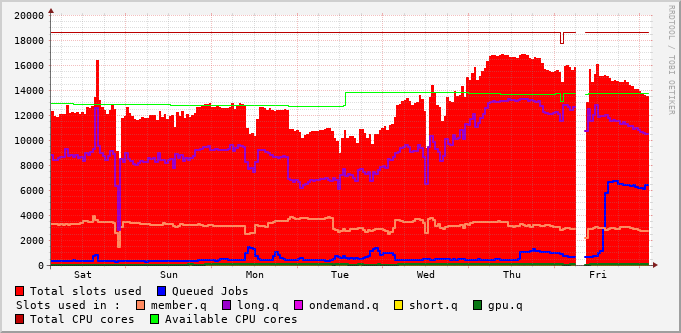 20000
18000
16000
14000
12000
10000
8000
6000
4000
2000
0
Sat Sun Mon Tue Wed Thu Fri
RRDTOOL / TOBI OETIKER
Total slots used Queued Jobs
Slots used in : member.q long.q ondemand.q short.q gpu.q
Total CPU cores Available CPU cores